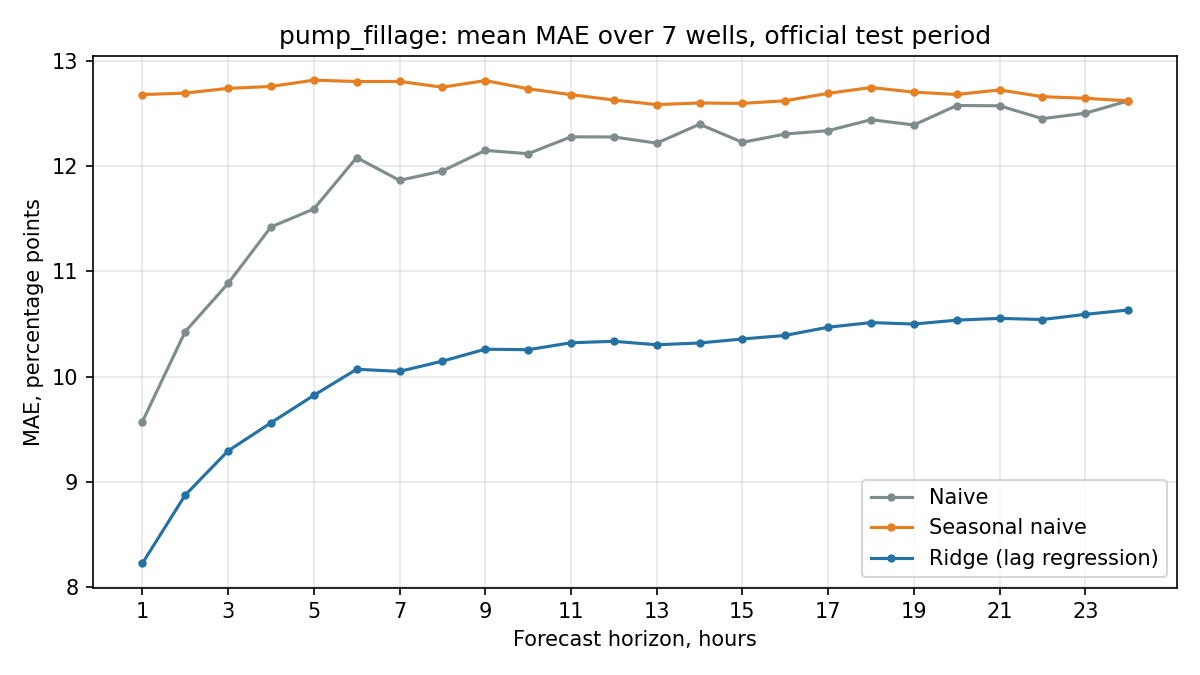 pump_fillage: mean MAE over 7 wells, official test period
MAE, percentage points
13
12
11
10
9
8
Naive
Seasonal naive
Ridge (lag regression)
1 3 5 7 9 11 13 15 17 19 21 23
Forecast horizon, hours